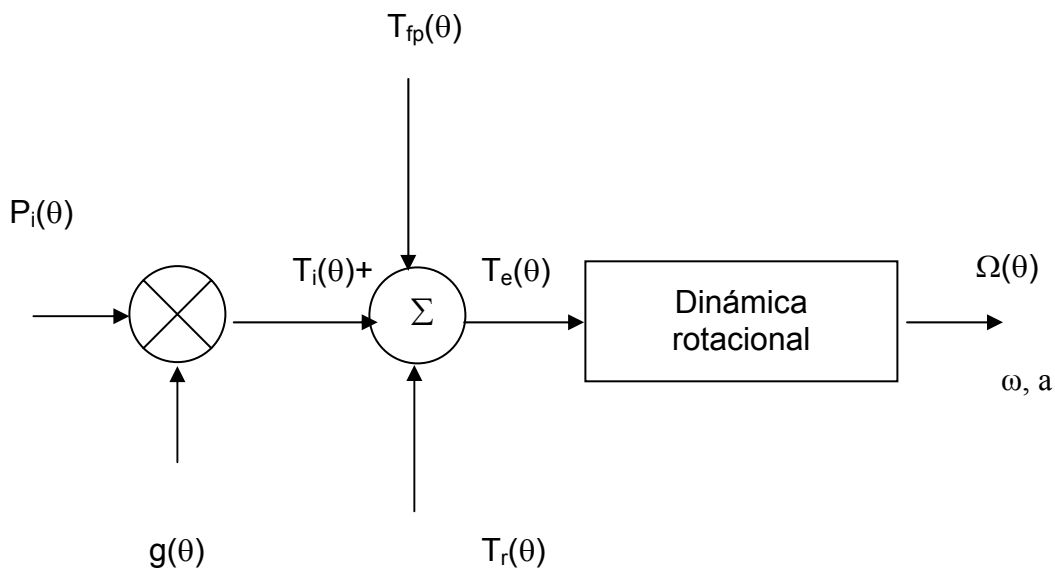 T_fp(θ)
P_i(θ)
T_i(θ)+
Σ
T_e(θ)
Dinámica
rotacional
Ω(θ)
ω, a
g(θ)
T_r(θ)